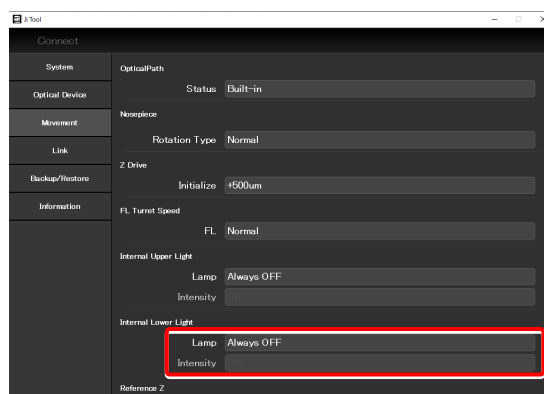 Ji Tool
Connect
System
Optical Device
Movement
Link
Backup/Restore
Information
OpticalPath
Status Built-in
Nosepiece
Rotation Type Normal
Z Drive
Initialize +500um
FL Turret Speed
FL Normal
Internal Upper Light
Lamp Always OFF
Intensity
Internal Lower Light
Lamp Always OFF
Intensity
Reference Z